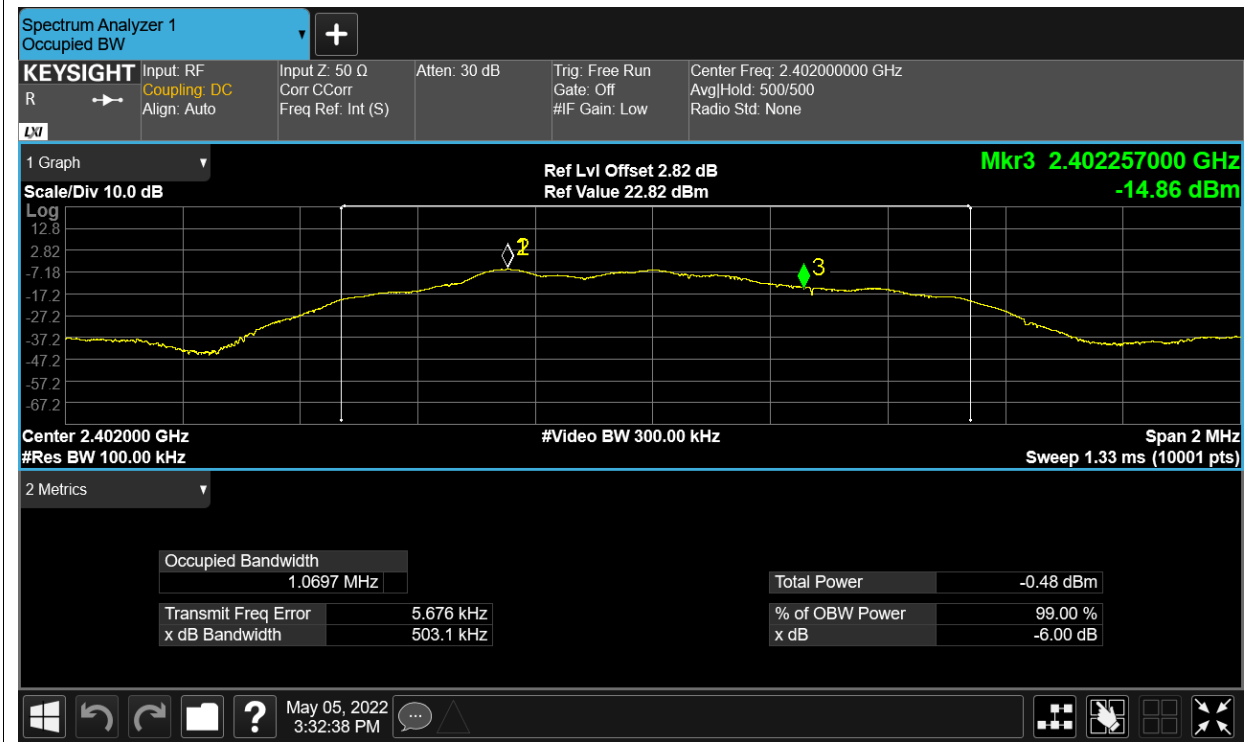 Spectrum Analyzer 1
Occupied BW
KEYSIGHT
R
LXI
Input: RF
Coupling: DC
Align: Auto
Input Z: 50 Ω
Corr CCorr
Freq Ref: Int (S)
Atten: 30 dB
Trig: Free Run
Gate: Off
#IF Gain: Low
Center Freq: 2.402000000 GHz
Avg|Hold: 500/500
Radio Std: None
1 Graph
Scale/Div 10.0 dB
Ref Lvl Offset 2.82 dB
Ref Value 22.82 dBm
Mkr3 2.402257000 GHz
-14.86 dBm
Log
12.8
2.82
-7.18
-17.2
-27.2
-37.2
-47.2
-57.2
-67.2
3
Center 2.402000 GHz
#Video BW 300.00 kHz
Span 2 MHz
#Res BW 100.00 kHz
Sweep 1.33 ms (10001 pts)
2 Metrics
Occupied Bandwidth
1.0697 MHz
Transmit Freq Error 5.676 kHz
x dB Bandwidth 503.1 kHz
Total Power -0.48 dBm
% of OBW Power 99.00 %
x dB -6.00 dB
?
May 05, 2022
3:32:38 PM